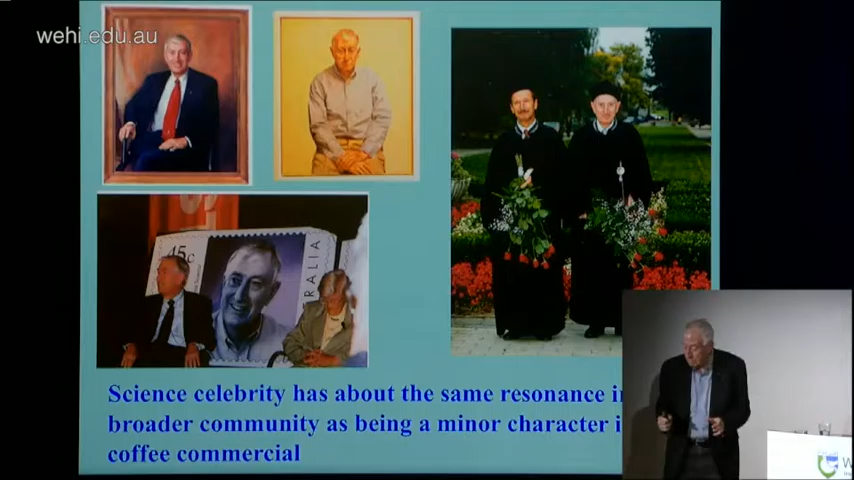 wehi.edu.au
45c
AUSTRALIA
Science celebrity has about the same resonance
broader community as being a minor character
coffee commercial